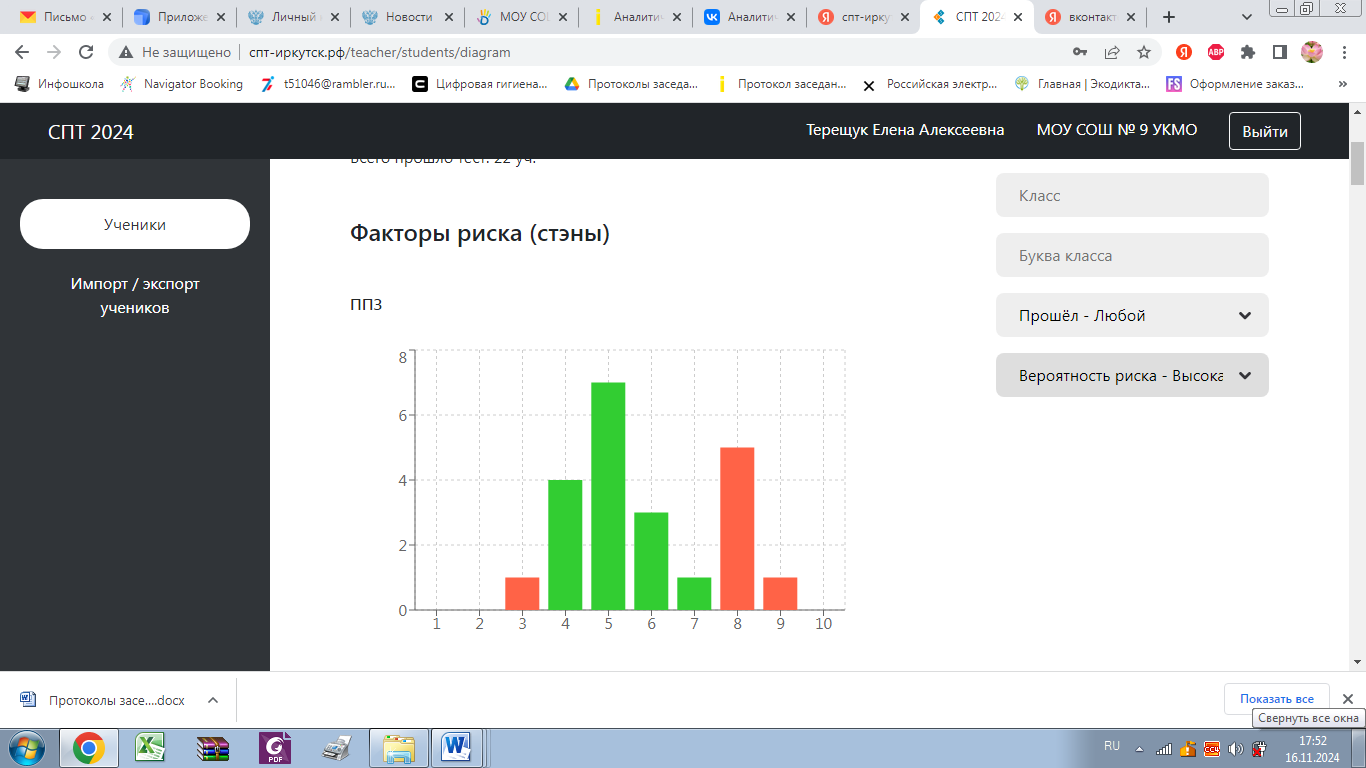 Письмо
Приложе
Личный
Новости
МОУ СОШ
Аналитич
Аналитич
спт-ирку
СПТ 2024
вконтакт
Не защищено
спт-иркутск.рф/teacher/students/diagram
Инфошкола
Navigator Booking
t51046@rambler.ru...
Цифровая гигиена...
Протоколы заседа...
Протокол заседан...
Российская электр...
Главная | Экодикта...
Оформление заказ...
»
СПТ 2024
Терещук Елена Алексеевна
МОУ СОШ № 9 УКМО
Выйти
Ученики
Импорт / экспорт
учеников
Всего прошло тест: 22 уч.
Факторы риска (стэны)
ППЗ
8
6
4
2
0
1 2 3 4 5 6 7 8 9 10
Класс
Буква класса
Прошёл - Любой
Вероятность риска - Высока
Протоколы засе....docx
Показать все
Свернуть все окна
RU
17:52
16.11.2024